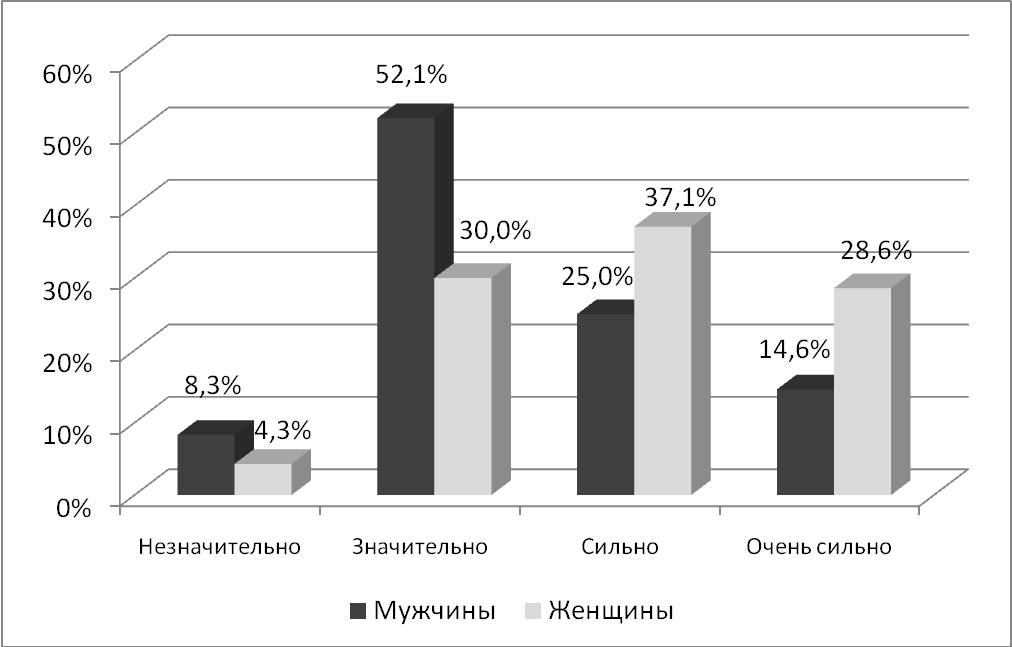 60%
50%
40%
30%
20%
10%
0%
8,3%
4,3%
52,1%
30,0%
25,0%
37,1%
14,6%
28,6%
Незначительно
Значительно
Сильно
Очень сильно
Мужчины
Женщины